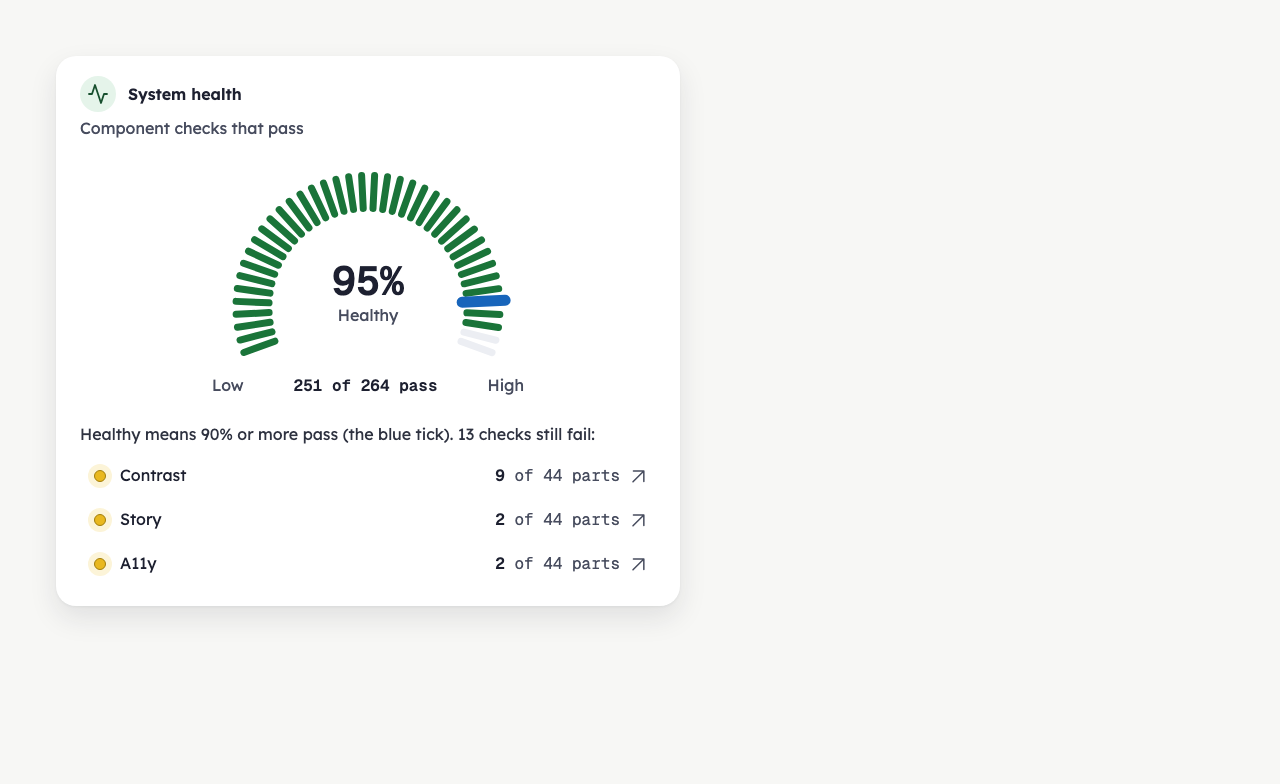 System health
Component checks that pass
95%
Healthy
Low 251 of 264 pass High
Healthy means 90% or more pass (the blue tick). 13 checks still fail:
Contrast 9 of 44 parts
Story 2 of 44 parts
A11y 2 of 44 parts